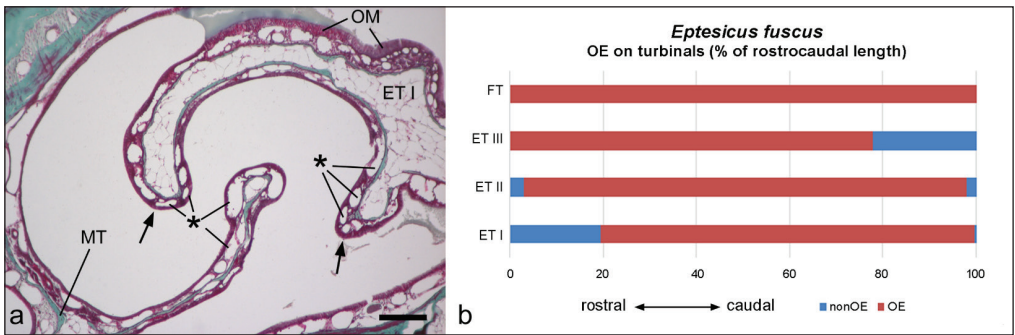 OM
ET I
*
*
MT
a
Eptesicus fuscus
OE on turbinals (% of rostrocaudal length)
FT
ET III
ET II
ET I
0 20 40 60 80 100
rostral caudal
nonOE OE
b